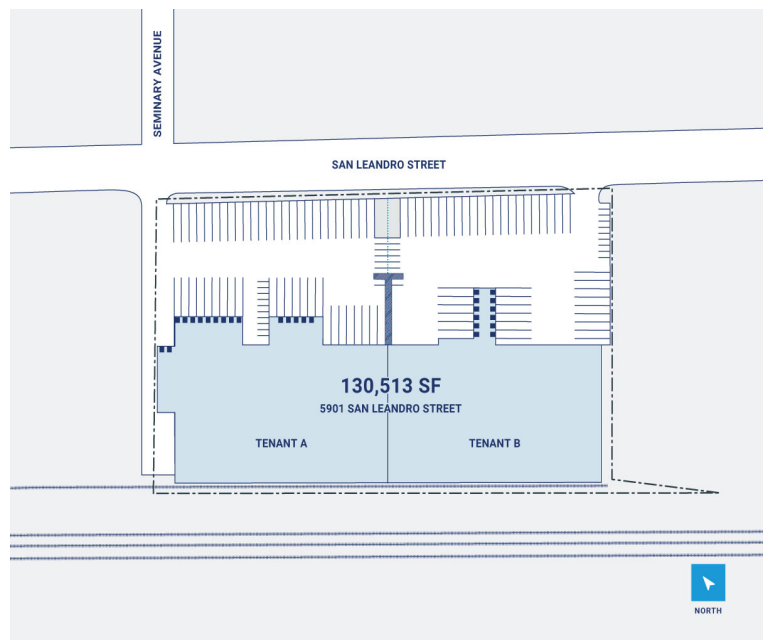 SEMINARY AVENUE
SAN LEANDRO STREET
130,513 SF
5901 SAN LEANDRO STREET
TENANT A
TENANT B
NORTH